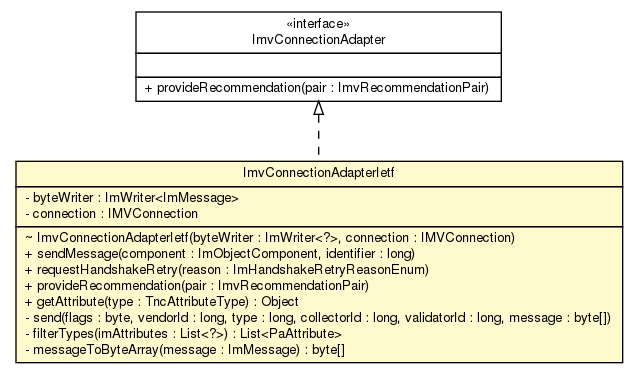 «interface»
ImvConnectionAdapter
+ provideRecommendation(pair : ImvRecommendationPair)
ImvConnectionAdapterIetf
- byteWriter : ImWriter<ImMessage>
- connection : IMVConnection
~ ImvConnectionAdapterIetf(byteWriter : ImWriter<?>, connection : IMVConnection)
+ sendMessage(component : ImObjectComponent, identifier : long)
+ requestHandshakeRetry(reason : ImHandshakeRetryReasonEnum)
+ provideRecommendation(pair : ImvRecommendationPair)
+ getAttribute(type : TncAttributeType) : Object
- send(flags : byte, vendorId : long, type : long, collectorId : long, validatorId : long, message : byte[])
- filterTypes(imAttributes : List<?>) : List<PaAttribute>
- messageToByteArray(message : ImMessage) : byte[]